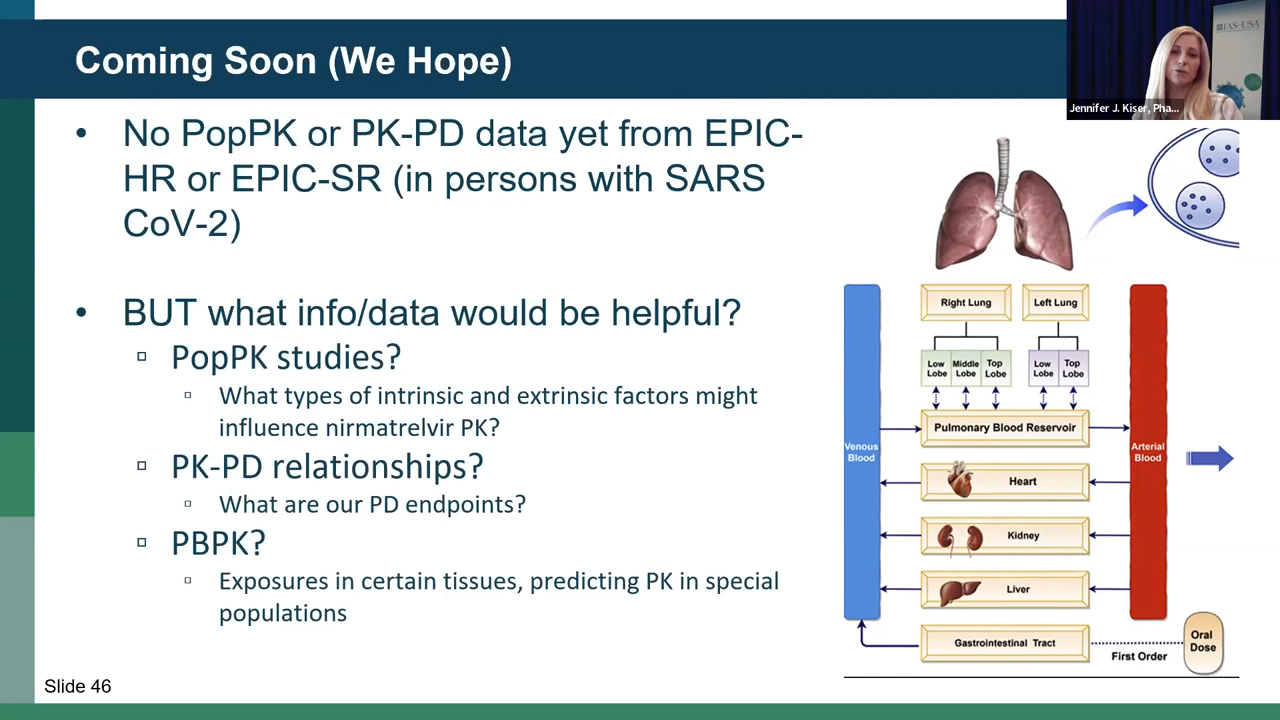 Coming Soon (We Hope)
IAS-USA
Jennifer J. Kiser, Pha...
• No PopPK or PK-PD data yet from EPIC-
HR or EPIC-SR (in persons with SARS
CoV-2)
• BUT what info/data would be helpful?
PopPK studies?
What types of intrinsic and extrinsic factors might
influence nirmatrelvir PK?
PK-PD relationships?
What are our PD endpoints?
PBPK?
Exposures in certain tissues, predicting PK in special
populations
Right Lung
Left Lung
Low
Lobe
Middle
Lobe
Top
Lobe
Low
Lobe
Top
Lobe
Pulmonary Blood Reservoir
Venous
Blood
Arterial
Blood
Heart
Kidney
Liver
Gastrointestinal Tract
First Order
Oral
Dose
Slide 46